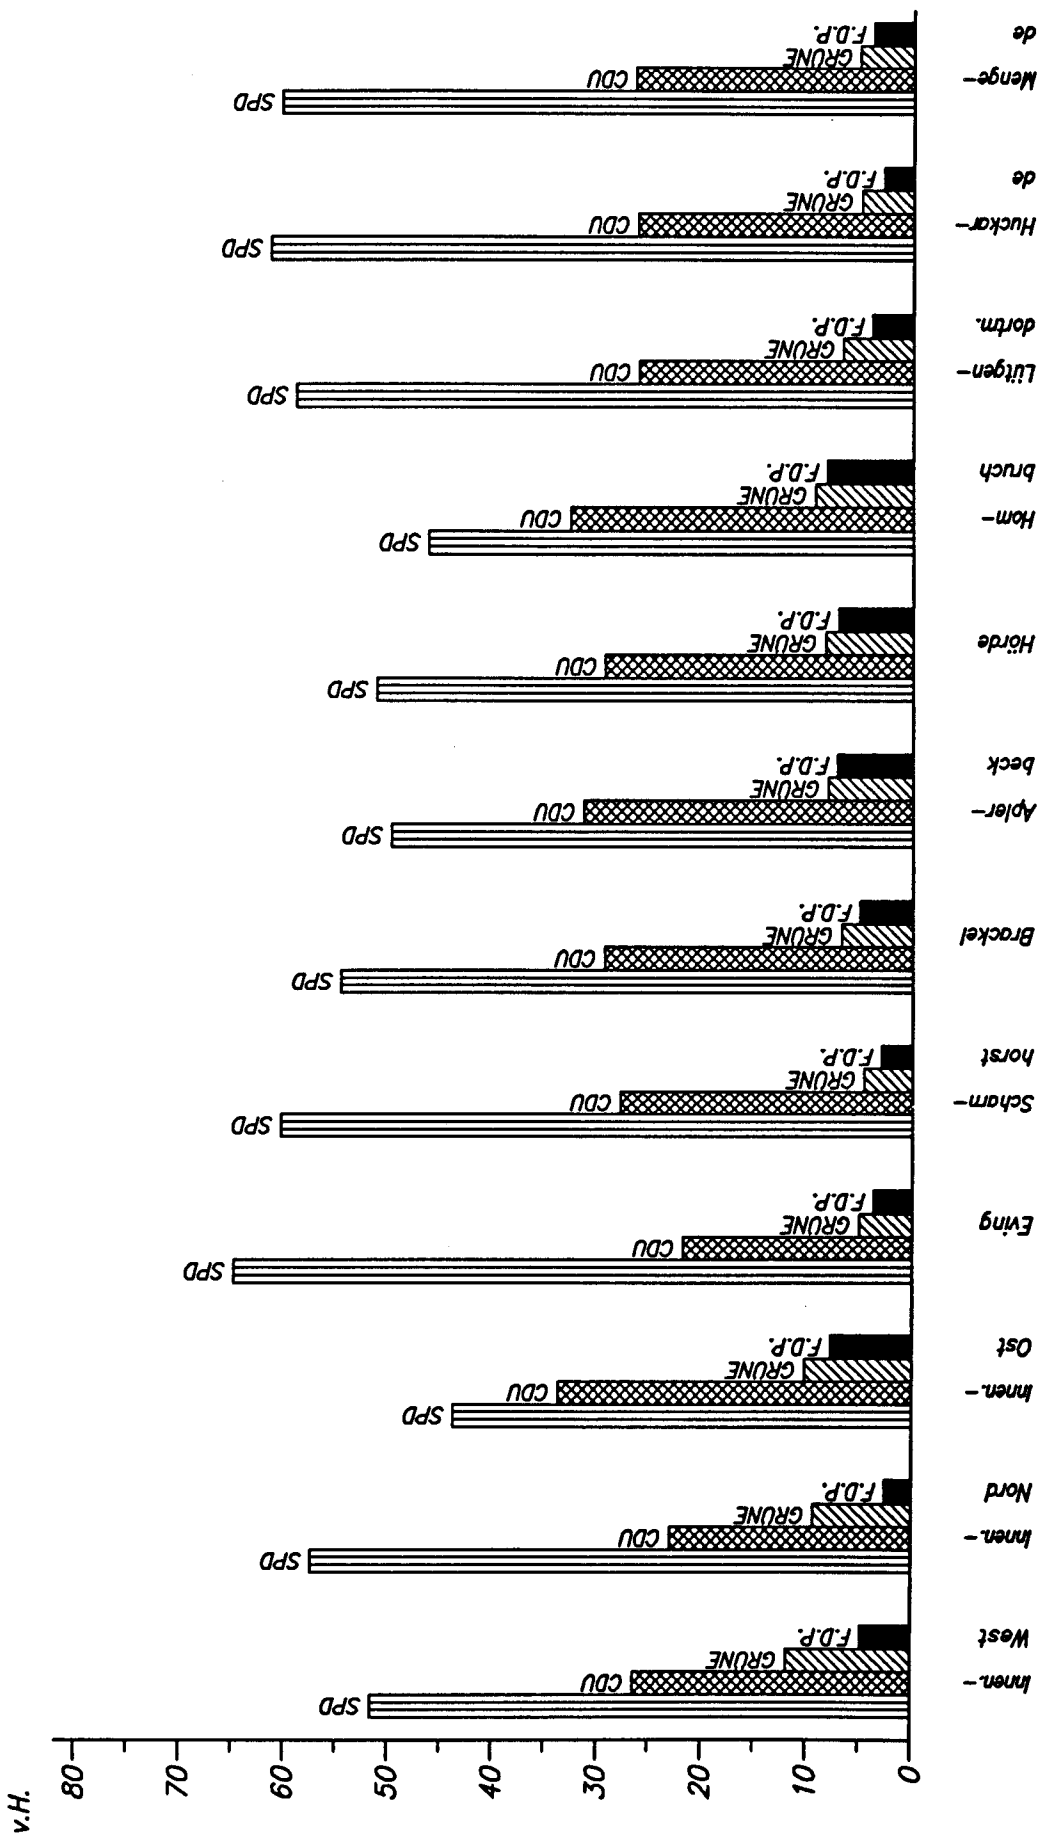 v.H.
80
70
60
50
40
30
20
10
0
SPD
CDU
GRÜNE
F.D.P.
Innen.-
West
SPD
CDU
GRÜNE
F.D.P.
Innen.-
Nord
SPD
CDU
GRÜNE
F.D.P.
Innen.-
Ost
SPD
CDU
GRÜNE
F.D.P.
Eving
SPD
CDU
GRÜNE
F.D.P.
Scharn-
horst
SPD
CDU
GRÜNE
F.D.P.
Brackel
SPD
CDU
GRÜNE
F.D.P.
Apler-
beck
SPD
CDU
GRÜNE
F.D.P.
Hörde
SPD
CDU
GRÜNE
F.D.P.
Hom-
bruch
SPD
CDU
GRÜNE
F.D.P.
Lütgen-
dortm.
SPD
CDU
GRÜNE
F.D.P.
Huckar-
de
SPD
CDU
GRÜNE
F.D.P.
Menge-
de